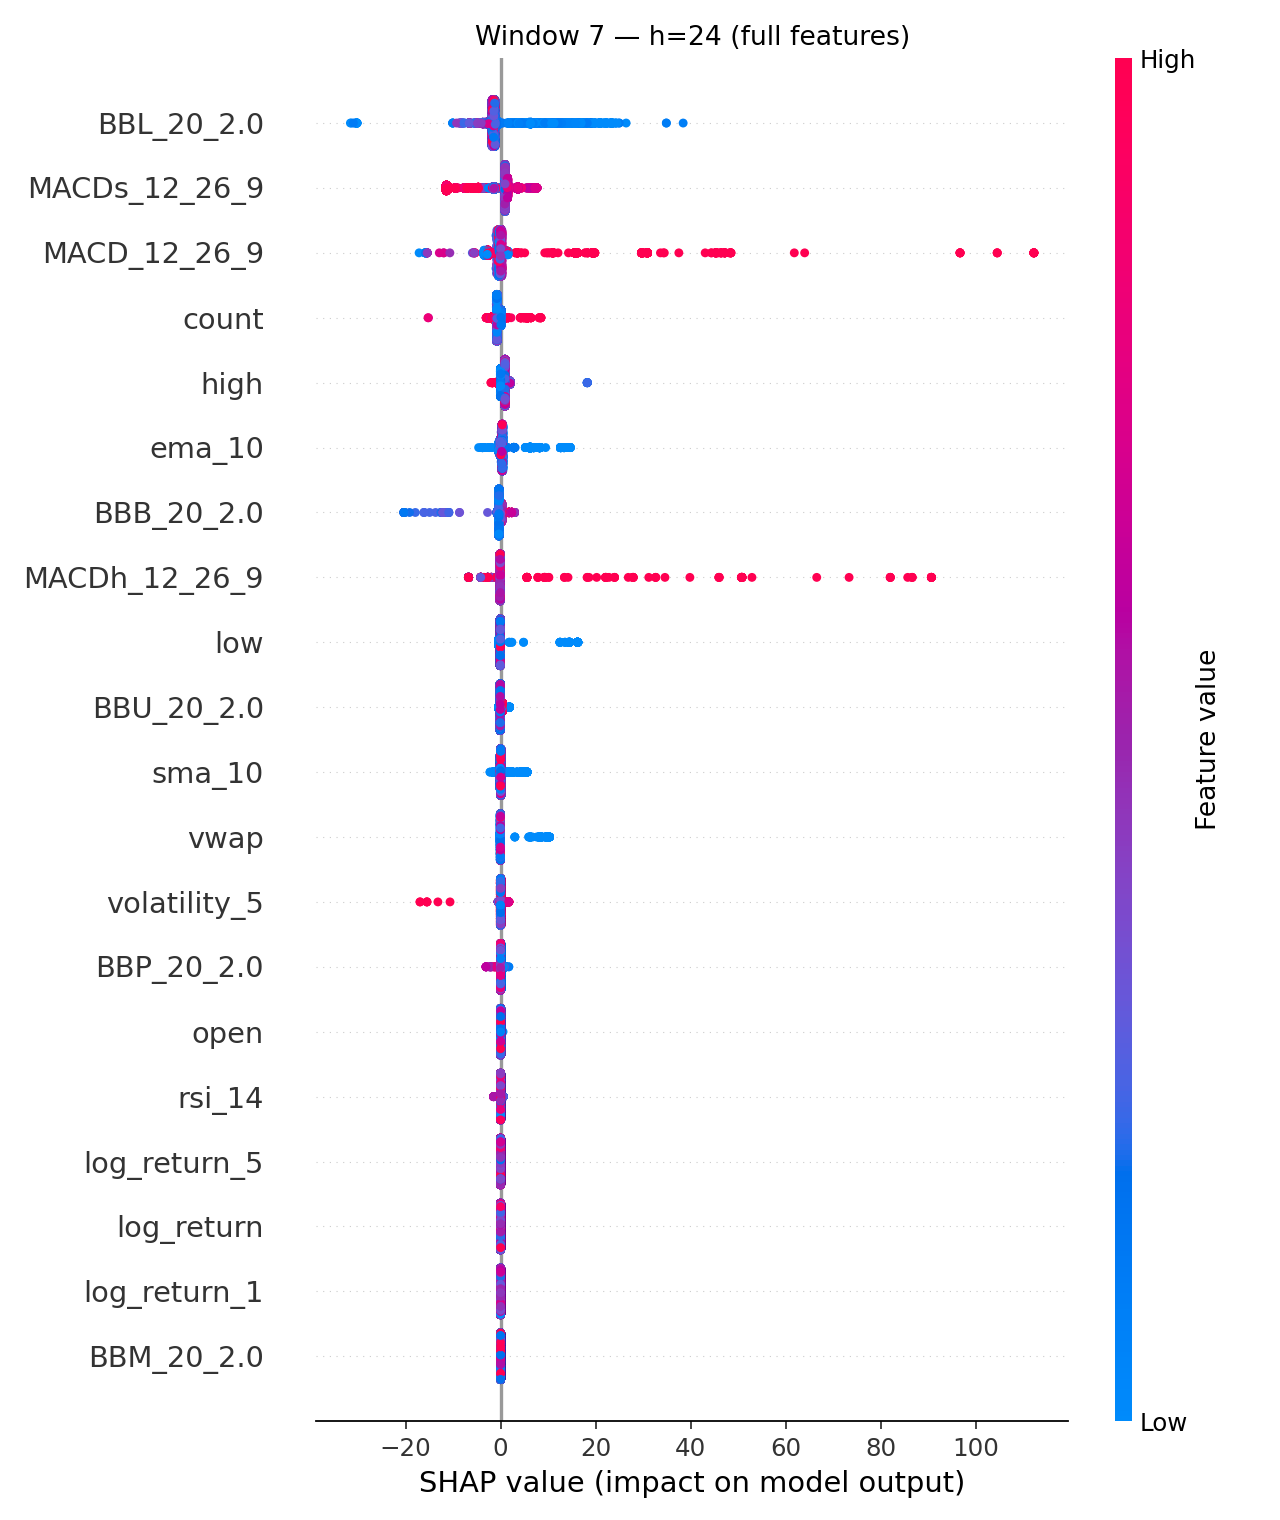 Window 7 — h=24 (full features)
High
BBL_20_2.0
MACDs_12_26_9
MACD_12_26_9
count
high
ema_10
BBB_20_2.0
MACDh_12_26_9
low
BBU_20_2.0
sma_10
vwap
volatility_5
BBP_20_2.0
open
rsi_14
log_return_5
log_return
log_return_1
BBM_20_2.0
Feature value
Low
−20 0 20 40 60 80 100
SHAP value (impact on model output)